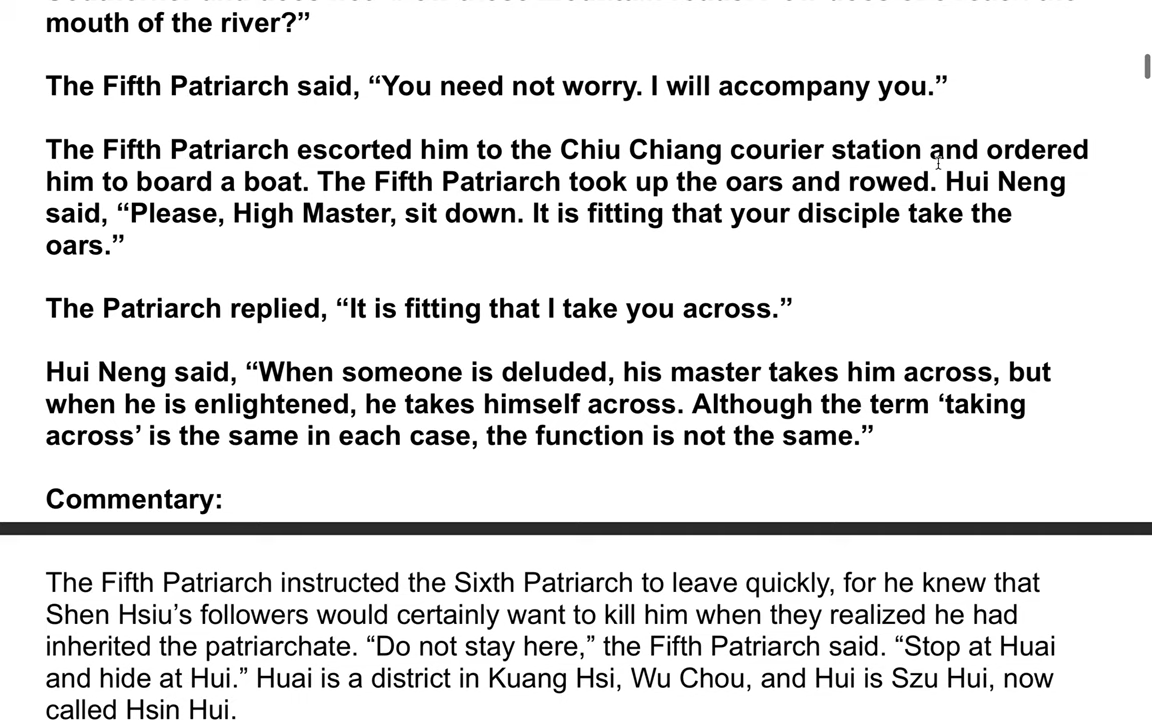 mouth of the river?”
The Fifth Patriarch said, “You need not worry. I will accompany you.”
The Fifth Patriarch escorted him to the Chiu Chiang courier station and ordered
him to board a boat. The Fifth Patriarch took up the oars and rowed. Hui Neng
said, “Please, High Master, sit down. It is fitting that your disciple take the
oars.”
The Patriarch replied, “It is fitting that I take you across.”
Hui Neng said, “When someone is deluded, his master takes him across, but
when he is enlightened, he takes himself across. Although the term ‘taking
across’ is the same in each case, the function is not the same.”
Commentary:
The Fifth Patriarch instructed the Sixth Patriarch to leave quickly, for he knew that
Shen Hsiu’s followers would certainly want to kill him when they realized he had
inherited the patriarchate. “Do not stay here,” the Fifth Patriarch said. “Stop at Huai
and hide at Hui.” Huai is a district in Kuang Hsi, Wu Chou, and Hui is Szu Hui, now
called Hsin Hui.